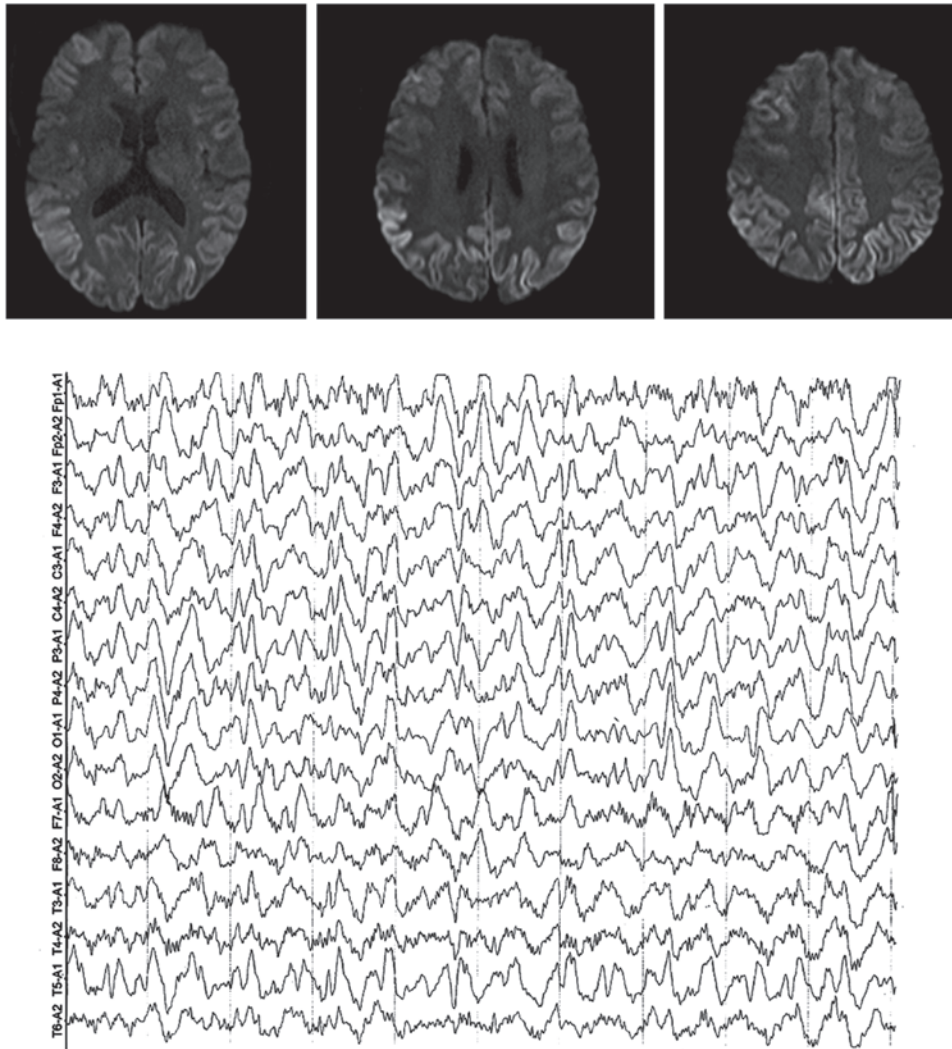 Fp1-A1
Fp2-A2
F3-A1
F4-A2
C3-A1
C4-A2
P3-A1
P4-A2
O1-A1
O2-A2
F7-A1
F8-A2
T3-A1
T4-A2
T5-A1
T6-A2